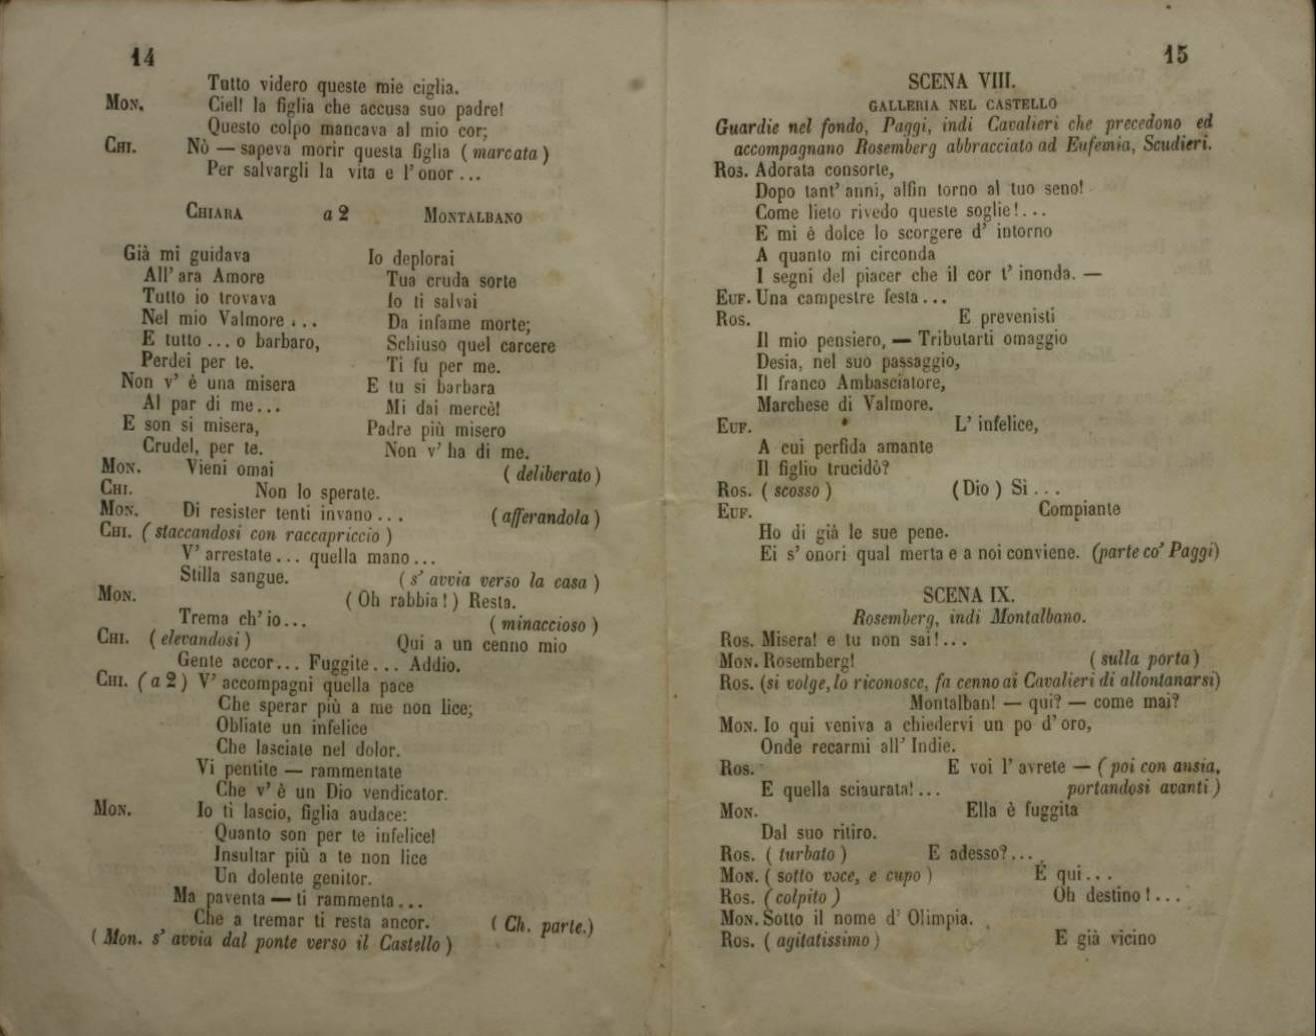 14
Tutto videro queste mie ciglia.
Mon. Ciel! la figlia che accusa suo padre!
Questo colpo mancava al mio cor;
Chi. Nò — sapeva morir questa figlia (marcata)
Per salvargli la vita e l'onor...
Chiara a 2 Montalbano
Già mi guidava
All'ara Amore
Tutto io trovava
Nel mio Valmore...
E tutto... o barbaro,
Perdei per te.
Non v'è una misera
Al par di me...
E son si misera,
Crudel, per te.
Io deplorai
Tua cruda sorte
Io ti salvai
Da infame morte;
Schiuso quel carcere
Ti fu per me.
E tu si barbara
Mi dai mercè!
Padre più misero
Non v'ha di me.
Mon. Vieni omai (deliberato)
Chi. Non lo sperate.
Mon. Di resister tenti invano... (afferandola)
Chi. (staccandosi con raccapriccio)
V'arrestate... quella mano...
Stilla sangue. (s'avvia verso la casa)
Mon. (Oh rabbia!) Resta.
Trema ch'io... (minaccioso)
Chi. (elevandosi) Qui a un cenno mio
Gente accor... Fuggite... Addio.
Chi. (a 2) V'accompagni quella pace
Che sperar più a me non lice;
Obliate un infelice
Che lasciate nel dolor.
Vi pentite — rammentate
Che v'è un Dio vendicator.
Mon. Io ti lascio, figlia audace:
Quanto son per te infelice!
Insultar più a te non lice
Un dolente genitor.
Ma paventa — ti rammenta...
Che a tremar ti resta ancor. (Ch. parte.)
(Mon. s'avvia dal ponte verso il Castello)
15
SCENA VIII.
GALLERIA NEL CASTELLO
Guardie nel fondo, Paggi, indi Cavalieri che precedono ed
accompagnano Rosemberg abbracciato ad Eufemia, Scudieri.
Ros. Adorata consorte,
Dopo tant'anni, alfin torno al tuo seno!
Come lieto rivedo queste soglie!...
E mi è dolce lo scorgere d'intorno
A quanto mi circonda
I segni del piacer che il cor t'inonda. —
Euf. Una campestre festa...
Ros. E prevenisti
Il mio pensiero, — Tributarti omaggio
Desia, nel suo passaggio,
Il franco Ambasciatore,
Marchese di Valmore.
Euf. L'infelice,
A cui perfida amante
Il figlio trucidò?
Ros. (scosso) (Dio) Si...
Euf. Compiante
Ho di già le sue pene.
Ei s'onori qual merta e a noi conviene. (parte co' Paggi)
SCENA IX.
Rosemberg, indi Montalbano.
Ros. Misera! e tu non sai!...
Mon. Rosemberg! (sulla porta)
Ros. (si volge, lo riconosce, fa cenno ai Cavalieri di allontanarsi)
Montalban! — qui? — come mai?
Mon. Io qui veniva a chiedervi un po d'oro,
Onde recarmi all'Indie.
Ros. E voi l'avrete — (poi con ansia,
E quella sciaurata!... portandosi avanti)
Mon. Ella è fuggita
Dal suo ritiro.
Ros. (turbato) E adesso?...
Mon. (sotto voce, e cupo) É qui...
Ros. (colpito) Oh destino!...
Mon. Sotto il nome d'Olimpia.
Ros. (agitatissimo) E già vicino